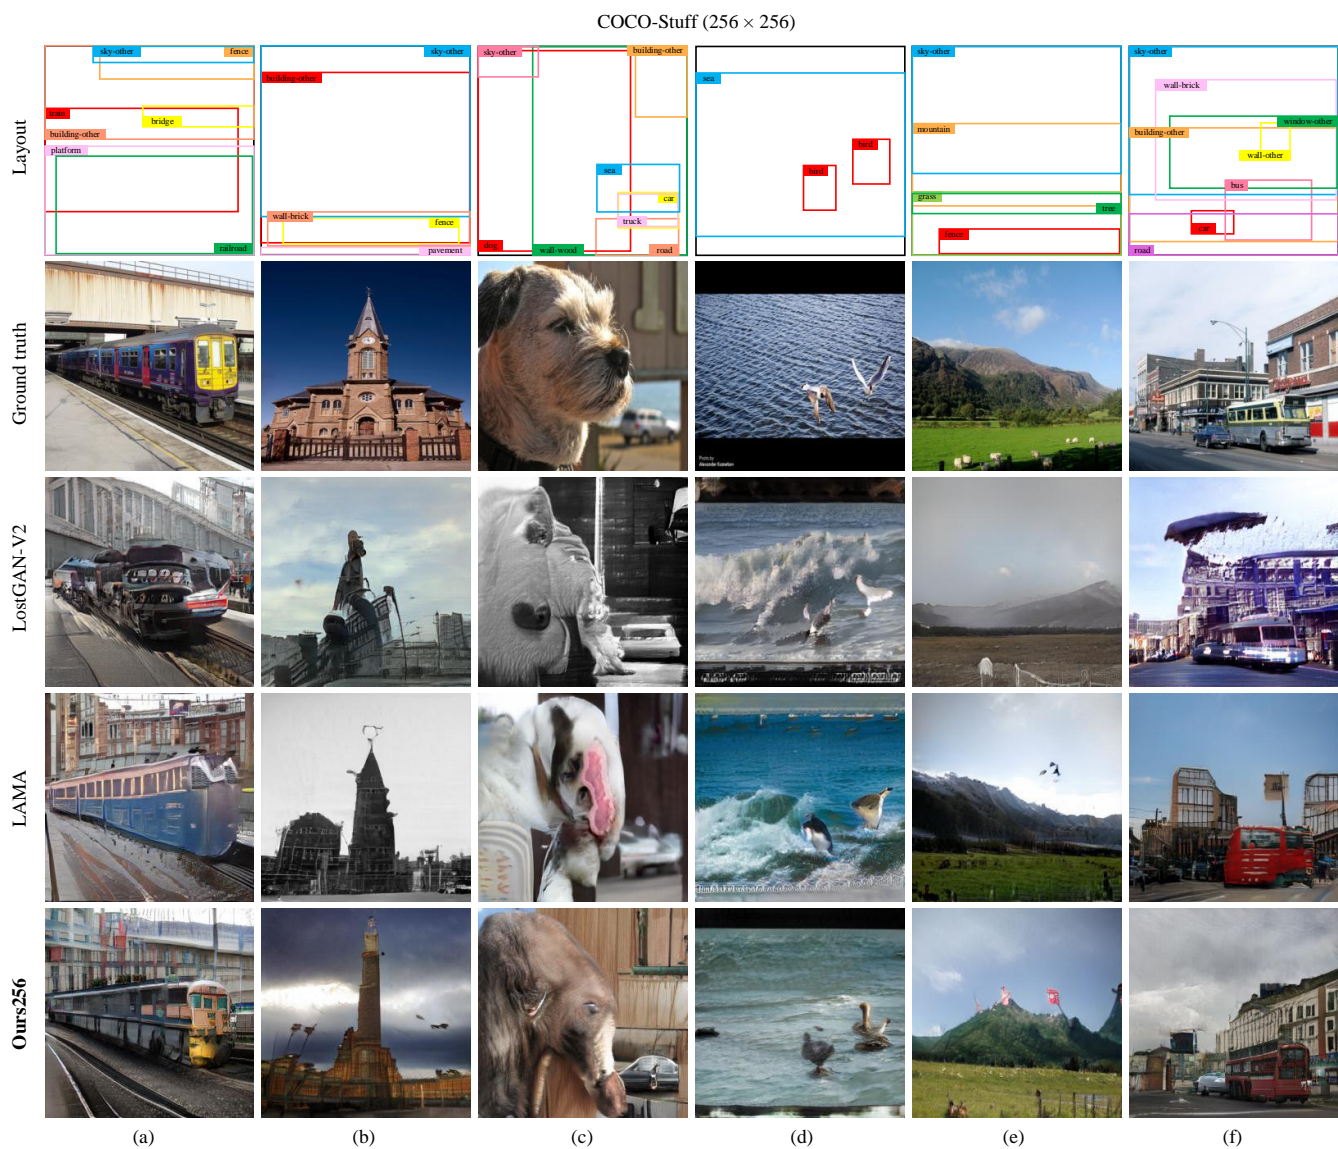 COCO-Stuff (256 × 256)
Layout
sky-other
fence
train
bridge
building-other
platform
railroad
sky-other
building-other
wall-brick
fence
pavement
sky-other
building-other
sea
car
truck
dog
wall-wood
road
sea
bird
bird
sky-other
mountain
grass
tree
fence
sky-other
wall-brick
window-other
building-other
wall-other
bus
car
road
Ground truth
Photo by
LostGAN-V2
LAMA
Ours256
(a)
(b)
(c)
(d)
(e)
(f)